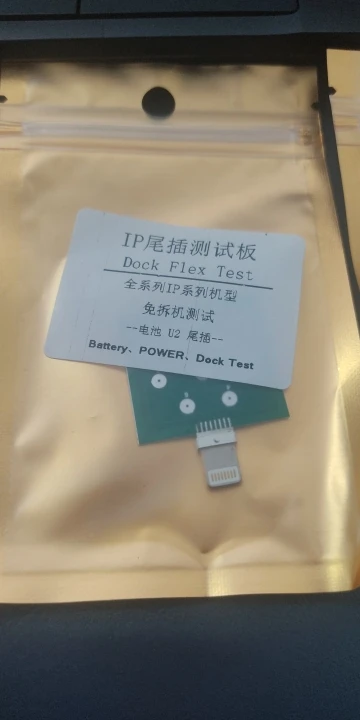 IP尾插测试板
Dock Flex Test
全系列IP系列机型
免拆机测试
--电池 U2 尾插--
Battery、POWER、Dock Test